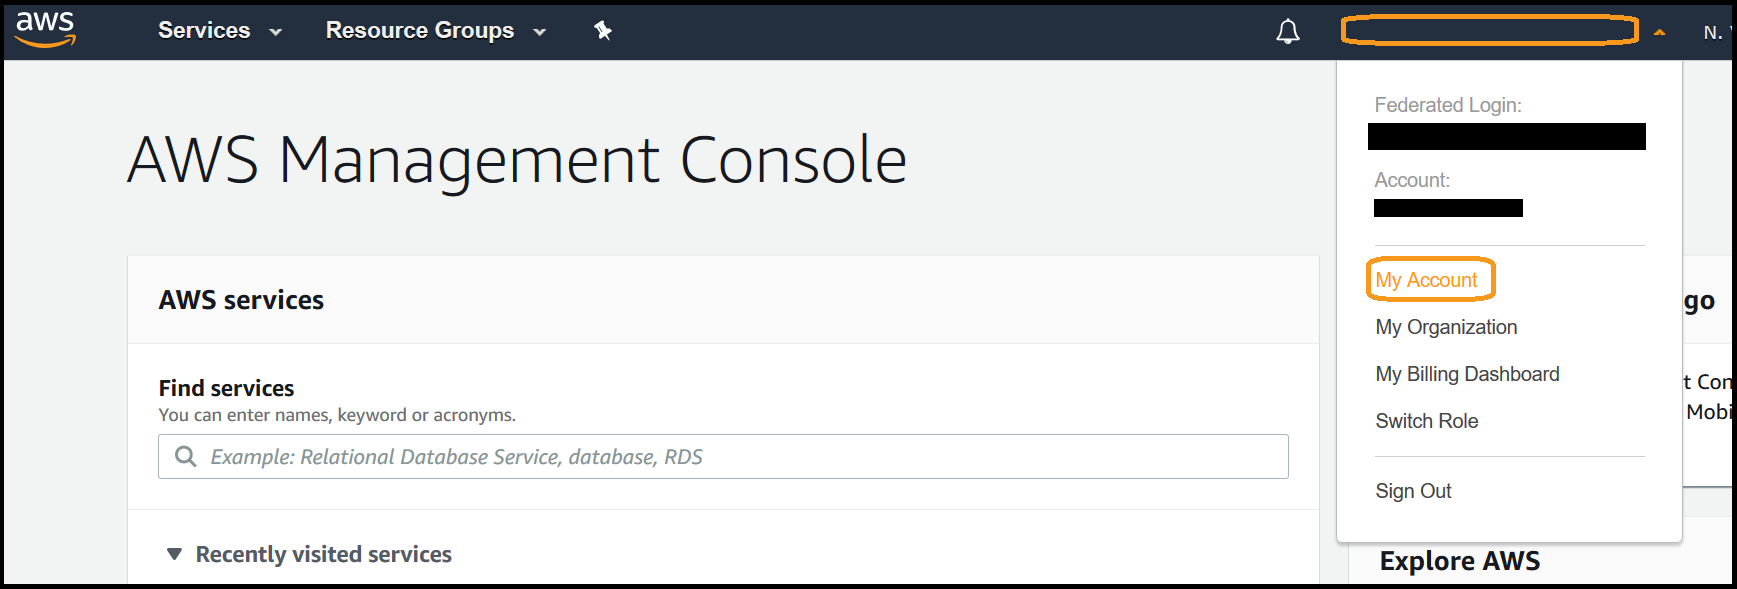 aws
Services
Resource Groups
N.
Federated Login:
Account:
My Account
My Organization
My Billing Dashboard
Switch Role
Sign Out
AWS Management Console
AWS services
Find services
You can enter names, keyword or acronyms.
Example: Relational Database Service, database, RDS
Recently visited services
go
t Con
Mobi
Explore AWS